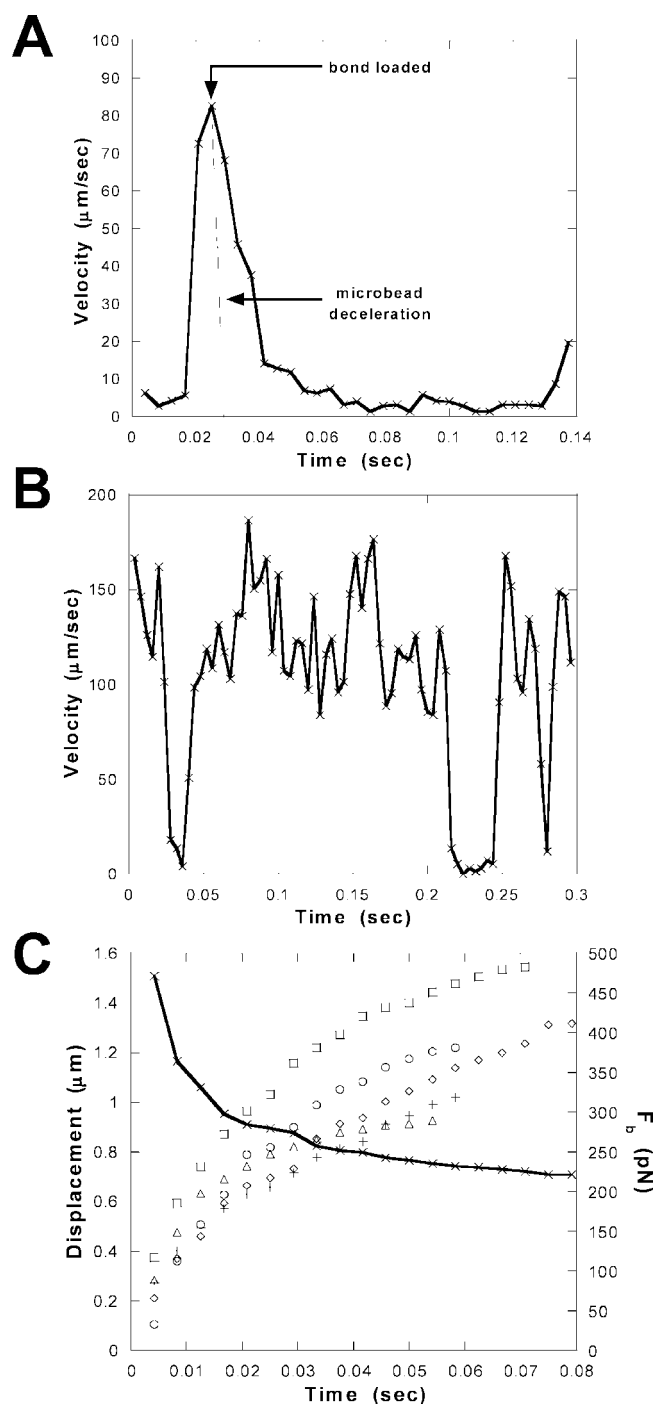 A
100
90
80
70
60
50
40
30
20
10
0
Velocity (μm/sec)
bond loaded
microbead
deceleration
0 0.02 0.04 0.06 0.08 0.1 0.12 0.14
Time (sec)
B
200
150
100
50
0
Velocity (μm/sec)
0 0.05 0.1 0.15 0.2 0.25 0.3
Time (sec)
C
1.6
1.4
1.2
1
0.8
0.6
0.4
0.2
0
Displacement (μm)
500
450
400
350
300
250
200
150
100
50
0
F_b (pN)
0 0.01 0.02 0.03 0.04 0.05 0.06 0.07 0.08
Time (sec)